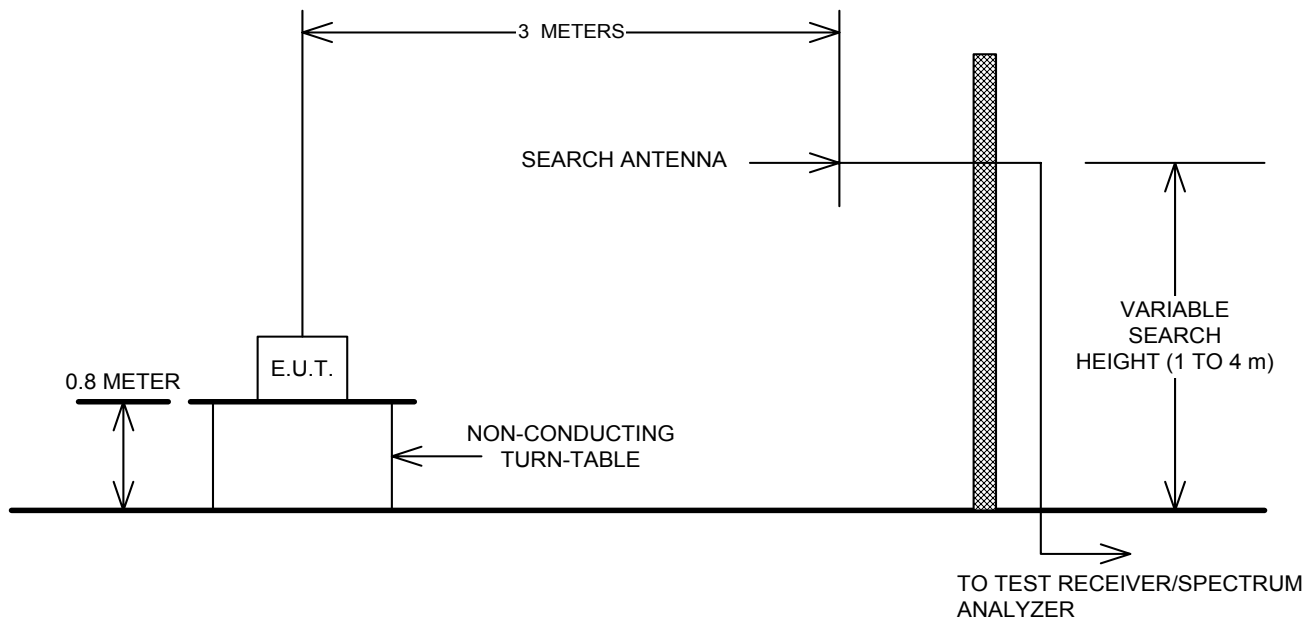 3 METERS
SEARCH ANTENNA
VARIABLE
SEARCH
HEIGHT (1 TO 4 m)
E.U.T.
0.8 METER
NON-CONDUCTING
TURN-TABLE
TO TEST RECEIVER/SPECTRUM
ANALYZER